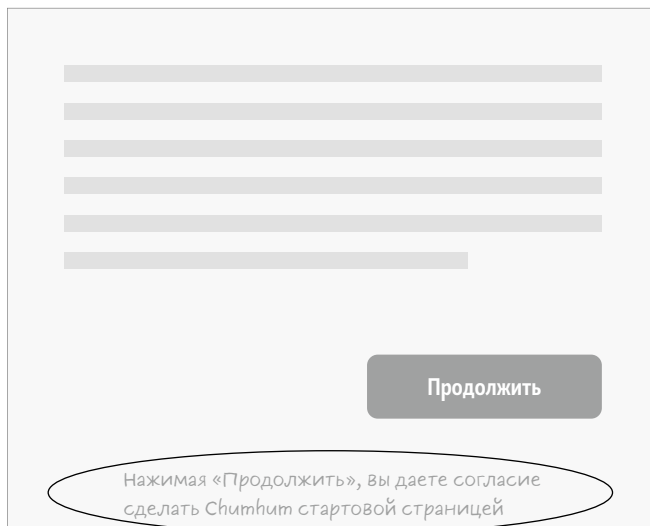 Продолжить
Нажимая «Продолжить», вы даете согласие
сделать Chumhum стартовой страницей